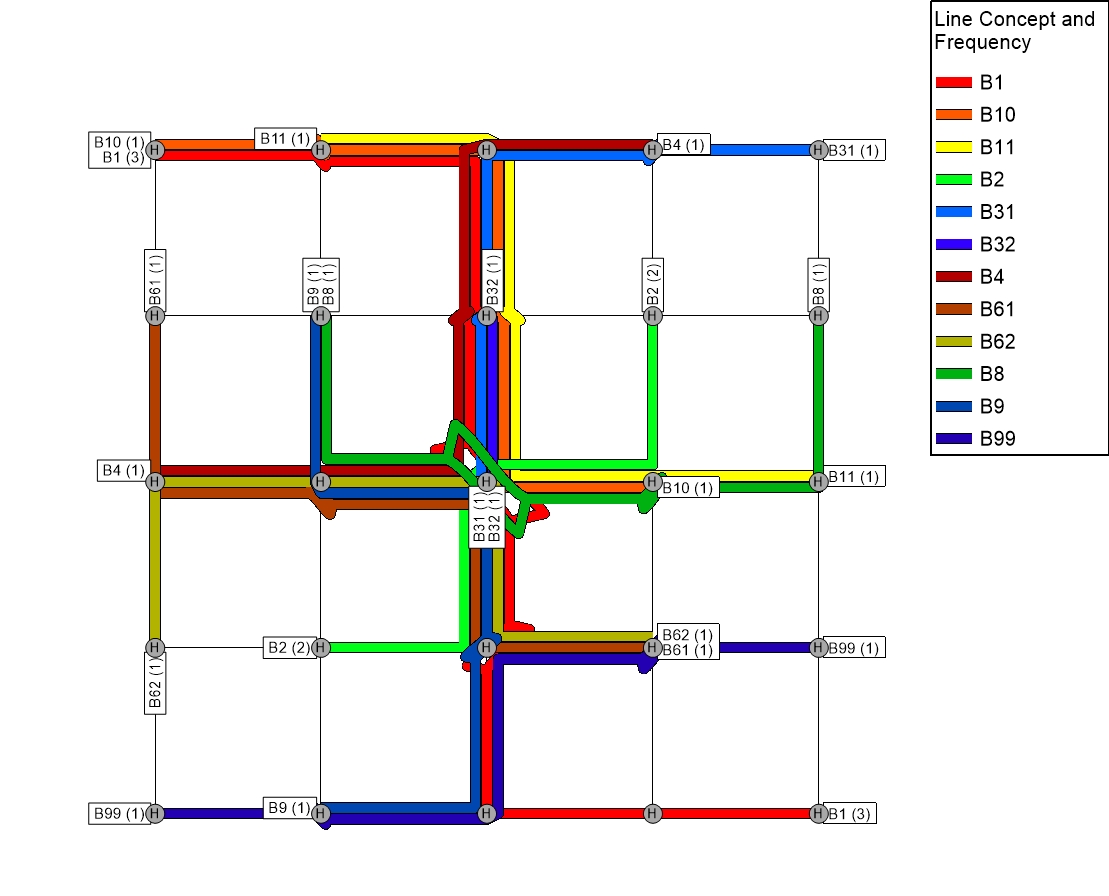 Line Concept and
Frequency
B1
B10
B11
B2
B31
B32
B4
B61
B62
B8
B9
B99
B10 (1)
B1 (3)
H
B11 (1)
H
H
B4 (1)
H
B31 (1)
H
B61 (1)
H
B9 (1)
B8 (1)
H
B32 (1)
H
B2 (2)
H
B8 (1)
H
B4 (1)
H
H
H
B31 (1)
B32 (1)
B10 (1)
H
B11 (1)
H
B62 (1)
H
B2 (2)
H
H
B62 (1)
B61 (1)
H
B99 (1)
H
B99 (1)
H
B9 (1)
H
H
H
B1 (3)
H